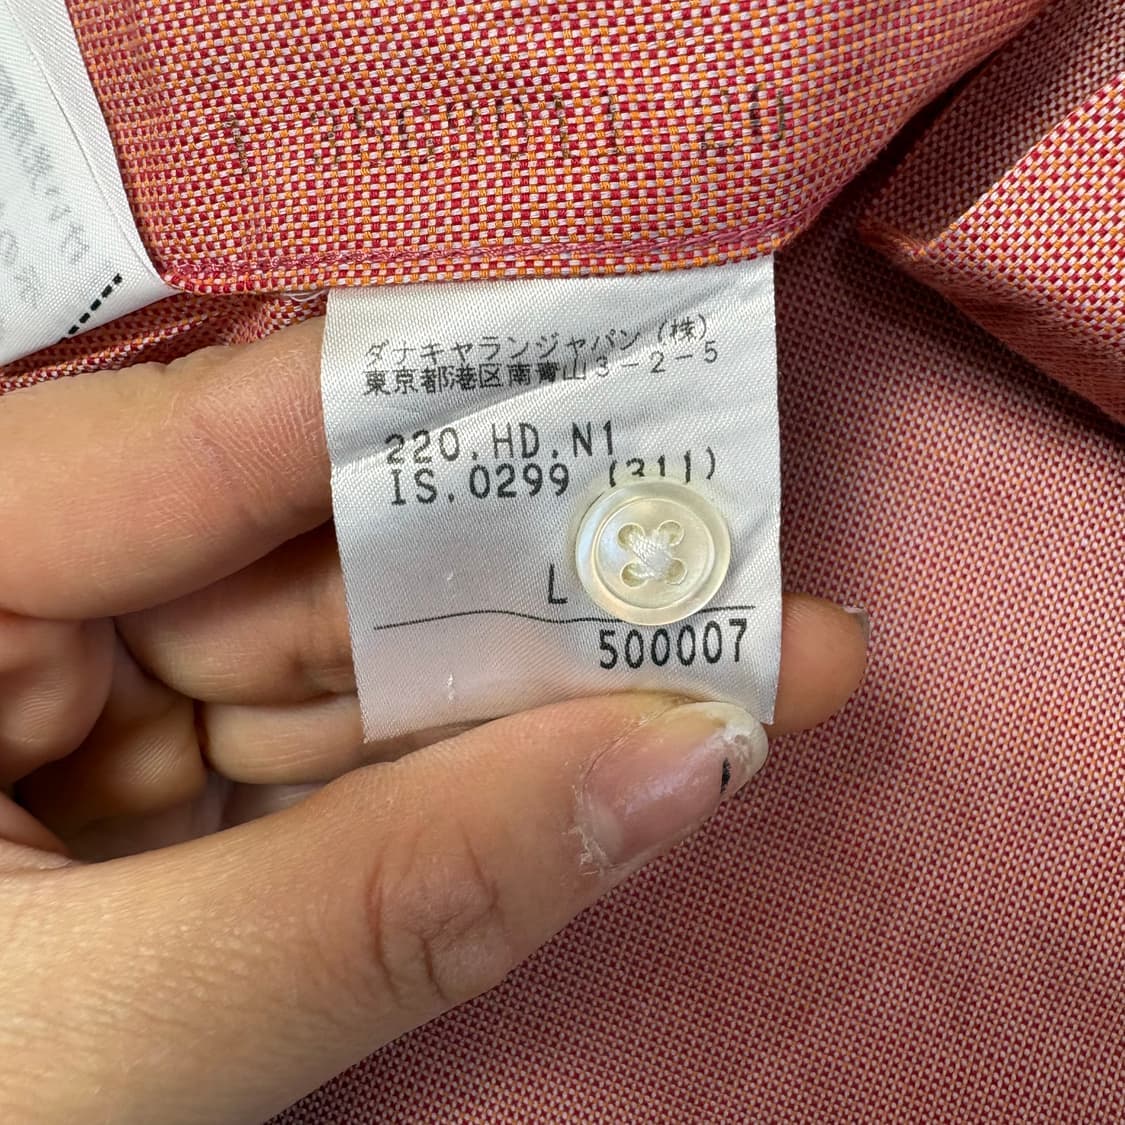 ダナキャランジャパン（株）
東京都港区南青山３－２－５
220.HD.N1
IS.0299 (311)
L
500007